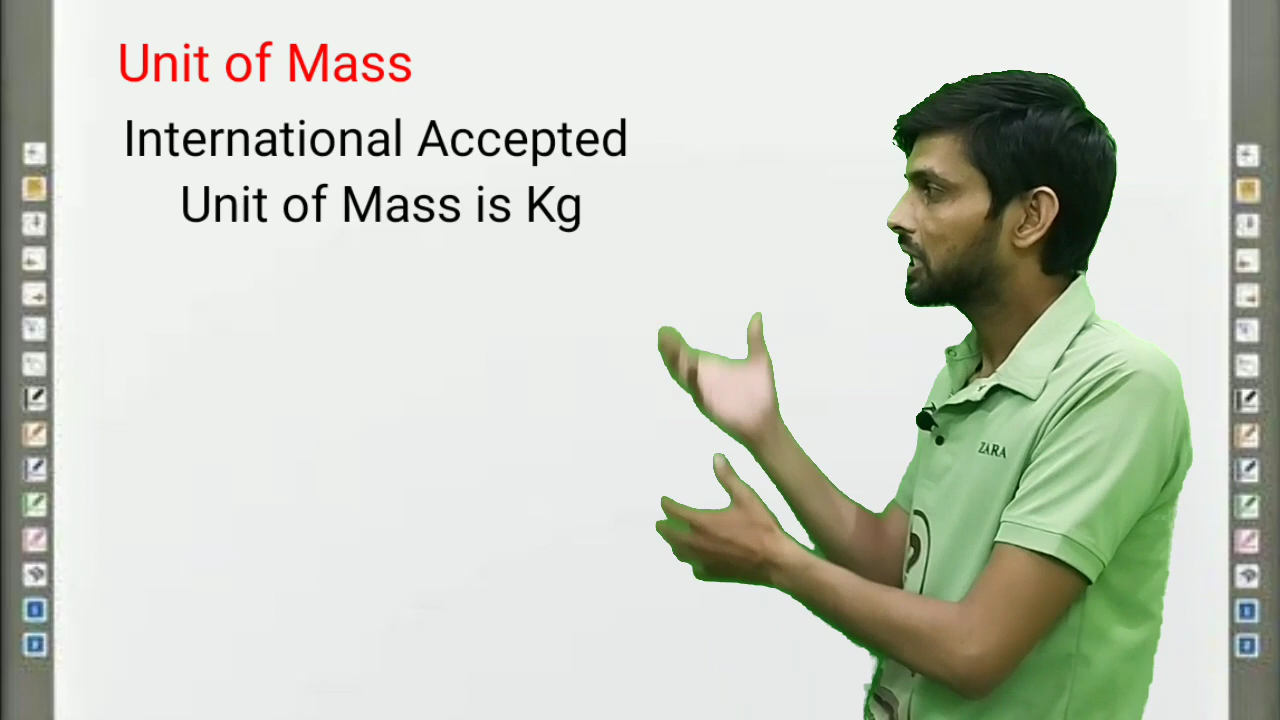 Unit of Mass
International Accepted
Unit of Mass is Kg
ZARA